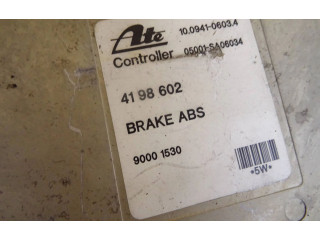 Ate 10.0941-0603.4
Controller 05001-SA06034
41 98 602
BRAKE ABS
9000 1530
*5W*